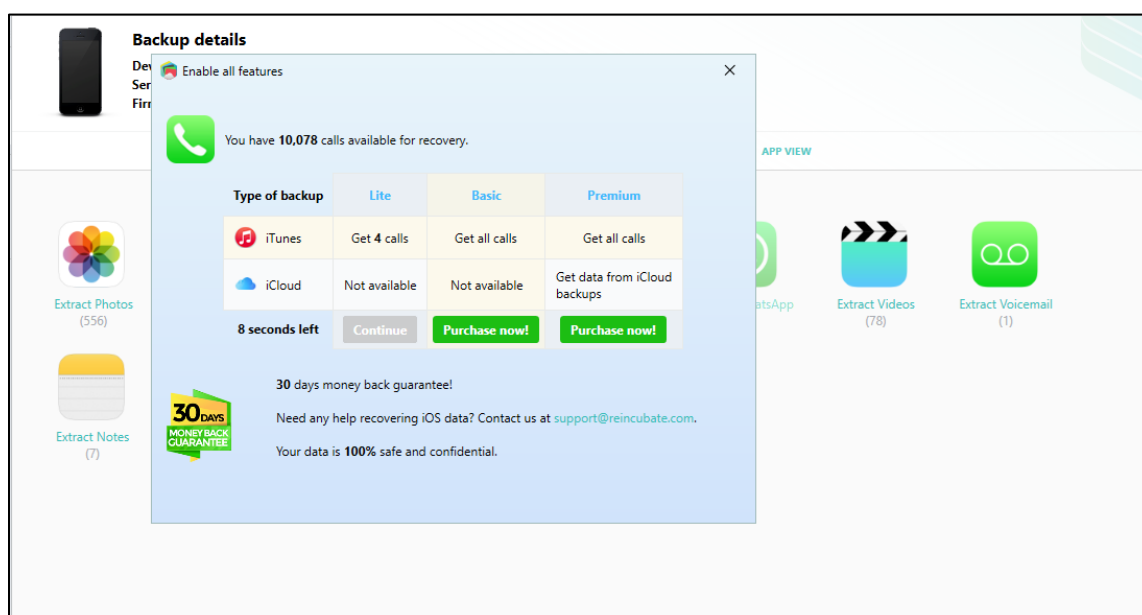 Backup details
Enable all features
You have 10,078 calls available for recovery.
APP VIEW
Type of backup Lite Basic Premium
iTunes Get 4 calls Get all calls Get all calls
iCloud Not available Not available Get data from iCloud
backups
8 seconds left Continue Purchase now! Purchase now!
Extract Photos
(556)
Extract Videos
(78)
Extract Voicemail
(1)
Extract Notes
(7)
30 DAYS
MONEY BACK
GUARANTEE
30 days money back guarantee!
Need any help recovering iOS data? Contact us at support@reincubate.com.
Your data is 100% safe and confidential.